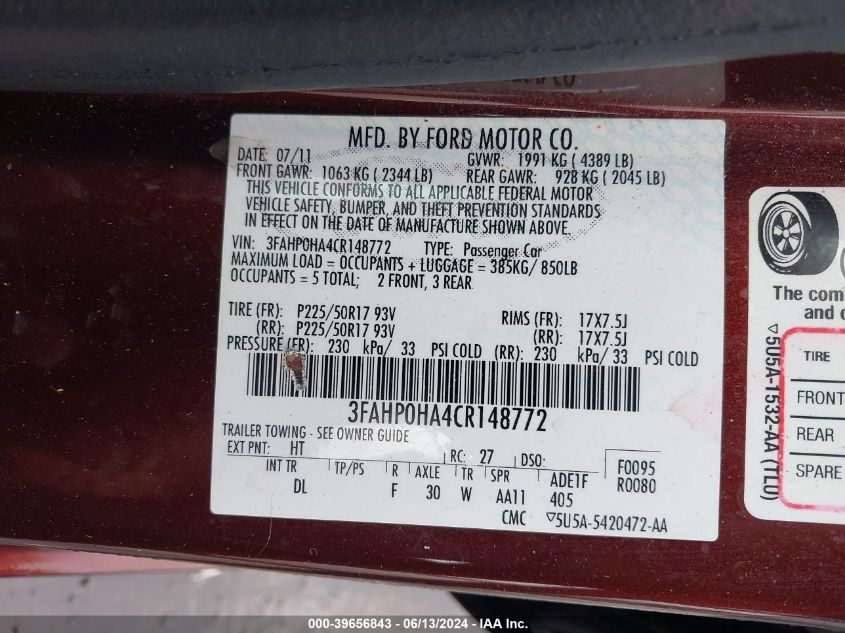 MFD. BY FORD MOTOR CO.
DATE: 07/11 GVWR: 1991 KG ( 4389 LB)
FRONT GAWR: 1063 KG ( 2344 LB) REAR GAWR: 928 KG ( 2045 LB)
THIS VEHICLE CONFORMS TO ALL APPLICABLE FEDERAL MOTOR
VEHICLE SAFETY, BUMPER, AND THEFT PREVENTION STANDARDS
IN EFFECT ON THE DATE OF MANUFACTURE SHOWN ABOVE.
VIN: 3FAHP0HA4CR148772 TYPE: Passenger Car
MAXIMUM LOAD = OCCUPANTS + LUGGAGE = 385KG/ 850LB
OCCUPANTS = 5 TOTAL; 2 FRONT, 3 REAR
TIRE (FR): P225/50R17 93V RIMS (FR): 17X7.5J
(RR): P225/50R17 93V (RR): 17X7.5J
PRESSURE (FR): 230 kPa/ 33 PSI COLD (RR): 230 kPa/ 33 PSI COLD
3FAHP0HA4CR148772
TRAILER TOWING - SEE OWNER GUIDE
EXT PNT: HT RC: 27 DSO: F0095
INT TR TP/PS R AXLE TR SPR ADETF R0080
DL F 30 W AA11 405
CMC ▽5U5A-5420472-AA
The com
and c
TIRE
FRONT
REAR
SPARE
▽5U5A-1532-AA (TLU)
000-39656843 - 06/13/2024 - IAA Inc.